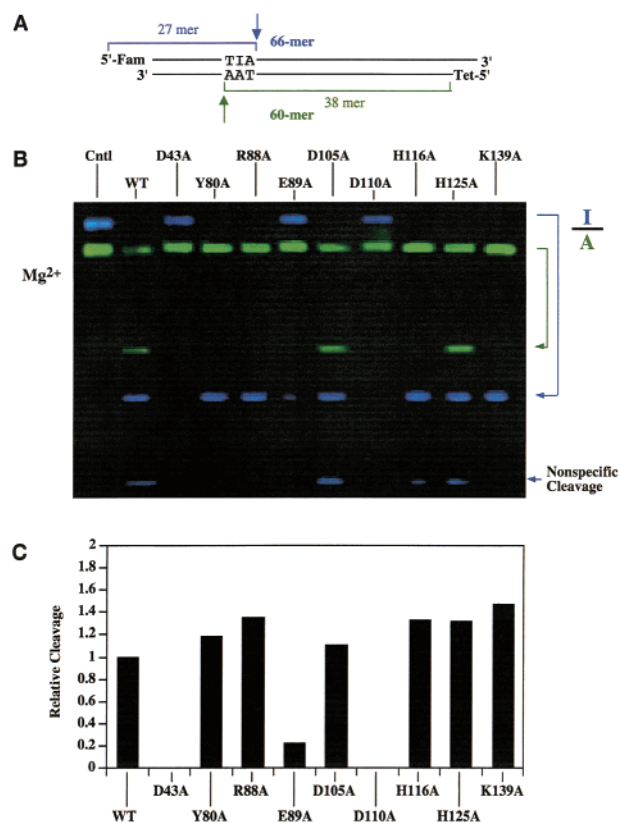 A
27 mer
66-mer
5'-Fam TIA 3'
3' AAT Tet-5'
38 mer
60-mer
B
Cntl D43A R88A D105A H116A K139A
WT Y80A E89A D110A H125A
I
A
Mg2+
Nonspecific
Cleavage
C
Relative Cleavage
2
1.8
1.6
1.4
1.2
1
0.8
0.6
0.4
0.2
0
D43A R88A D105A H116A K139A
WT Y80A E89A D110A H125A